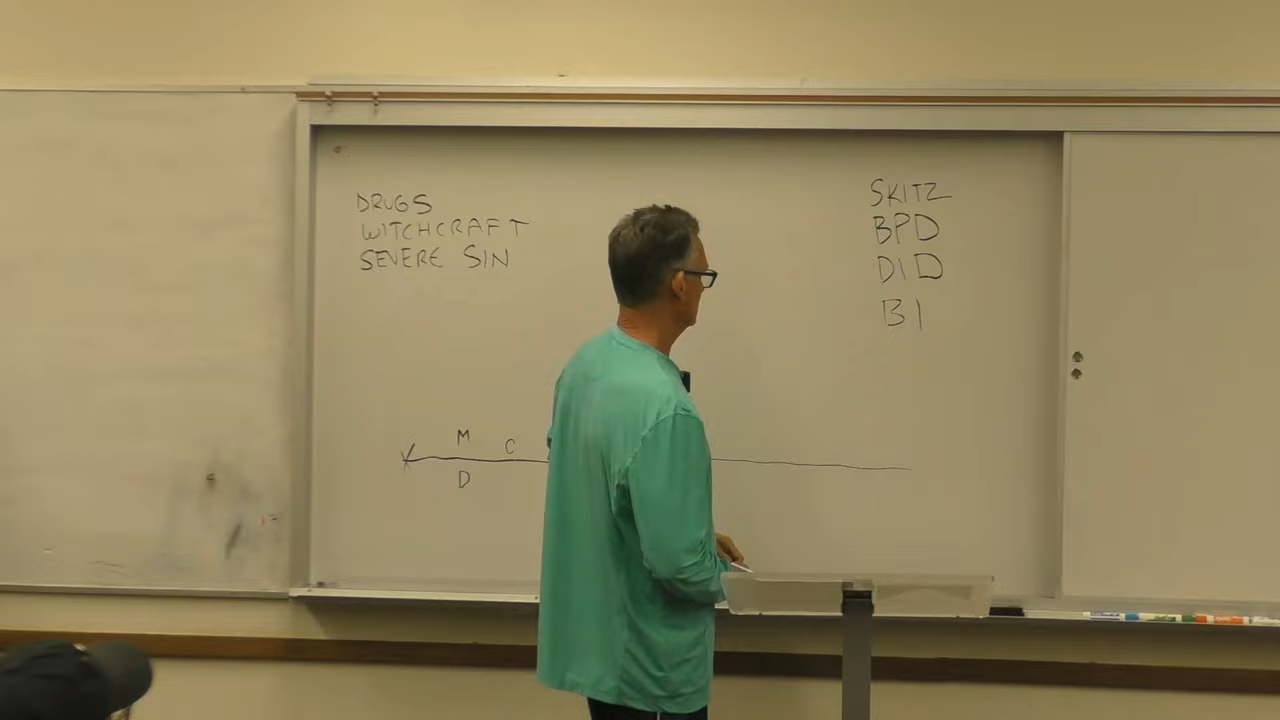 DRUGS
WITCHCRAFT
SEVERE SIN
SKITZ
BPD
DID
BI
M
C
D